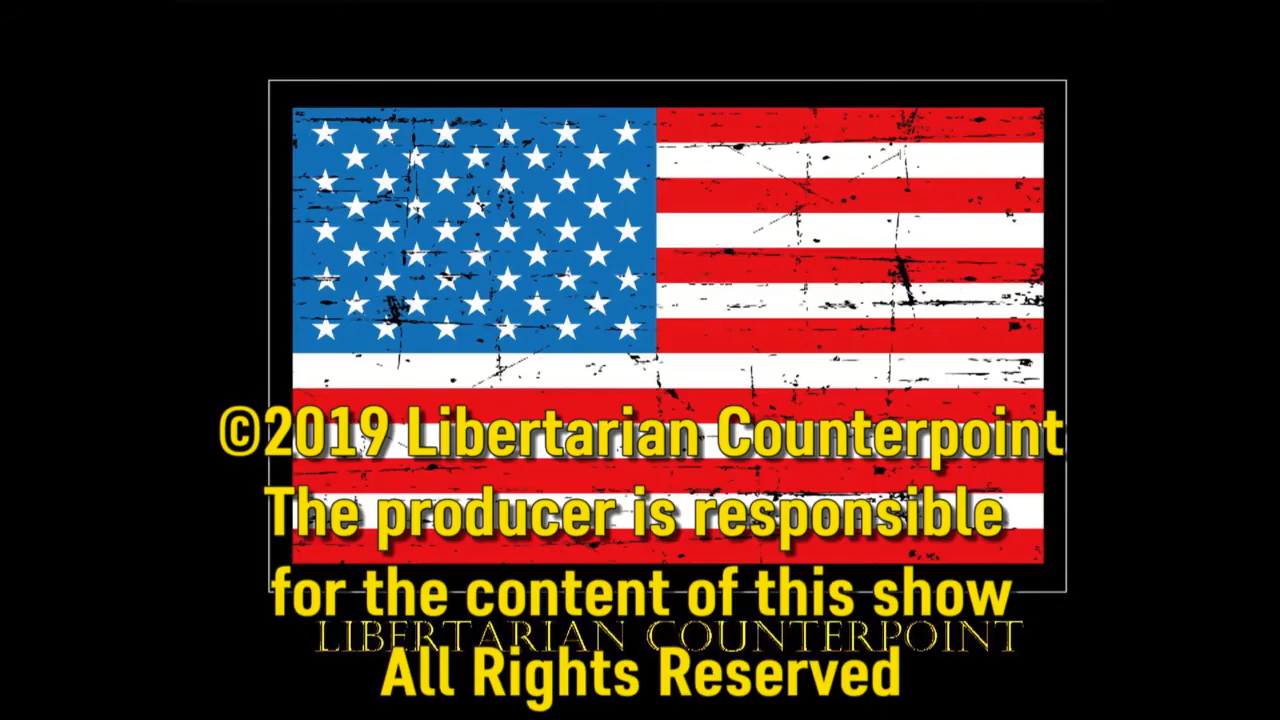 ©2019 Libertarian Counterpoint
The producer is responsible
for the content of this show
LIBERTARIAN COUNTERPOINT
All Rights Reserved